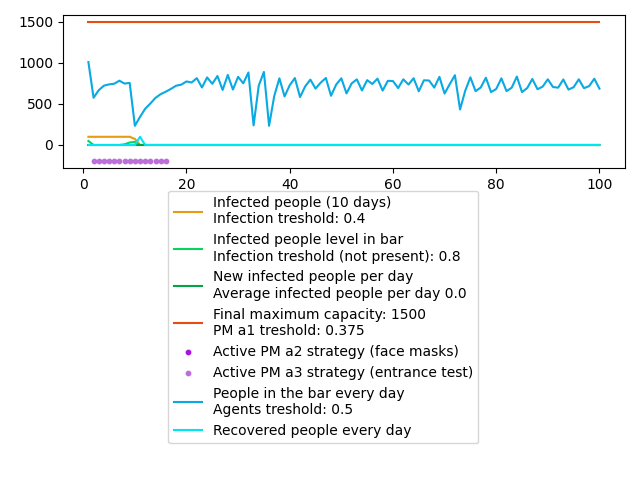 1500
1000
500
0
0 20 40 60 80 100
Infected people (10 days)
Infection treshold: 0.4
Infected people level in bar
Infection treshold (not present): 0.8
New infected people per day
Average infected people per day 0.0
Final maximum capacity: 1500
PM a1 treshold: 0.375
Active PM a2 strategy (face masks)
Active PM a3 strategy (entrance test)
People in the bar every day
Agents treshold: 0.5
Recovered people every day